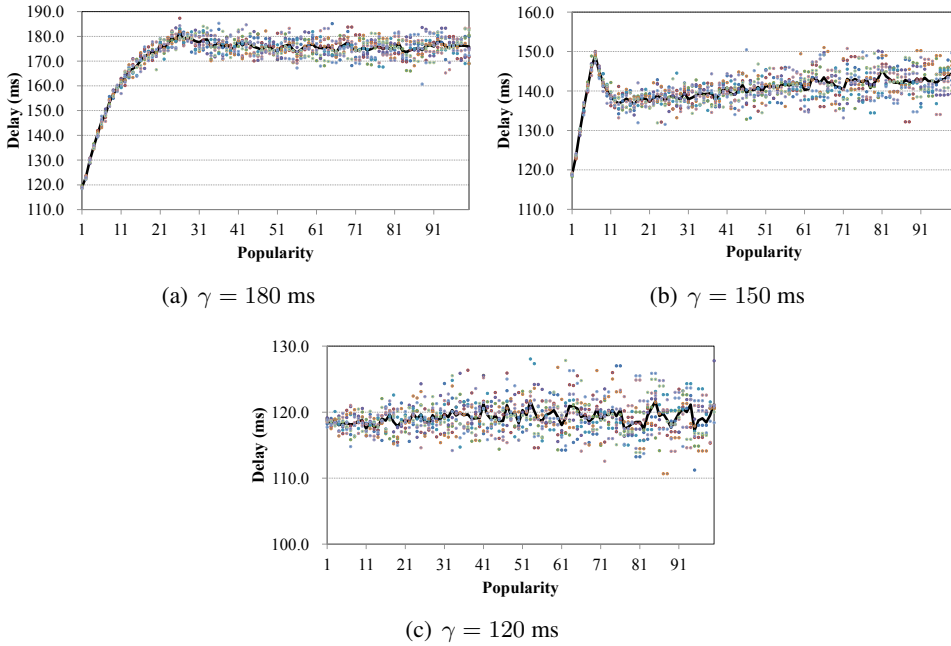 190.0
180.0
170.0
160.0
150.0
140.0
130.0
120.0
110.0
Delay (ms)
1 11 21 31 41 51 61 71 81 91
Popularity
(a) γ = 180 ms
160.0
150.0
140.0
130.0
120.0
110.0
Delay (ms)
1 11 21 31 41 51 61 71 81 91
Popularity
(b) γ = 150 ms
130.0
120.0
110.0
100.0
Delay (ms)
1 11 21 31 41 51 61 71 81 91
Popularity
(c) γ = 120 ms